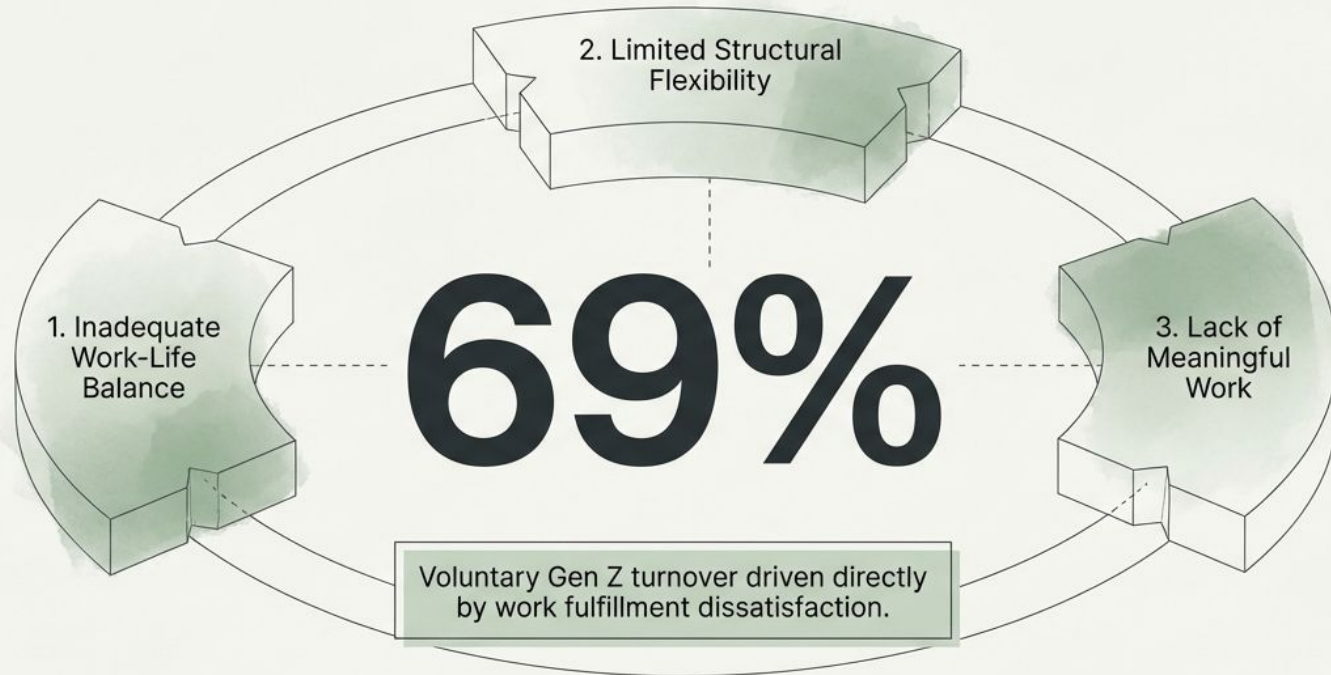 2. Limited Structural
Flexibility
1. Inadequate
Work-Life
Balance
69%
3. Lack of
Meaningful
Work
Voluntary Gen Z turnover driven directly
by work fulfillment dissatisfaction.